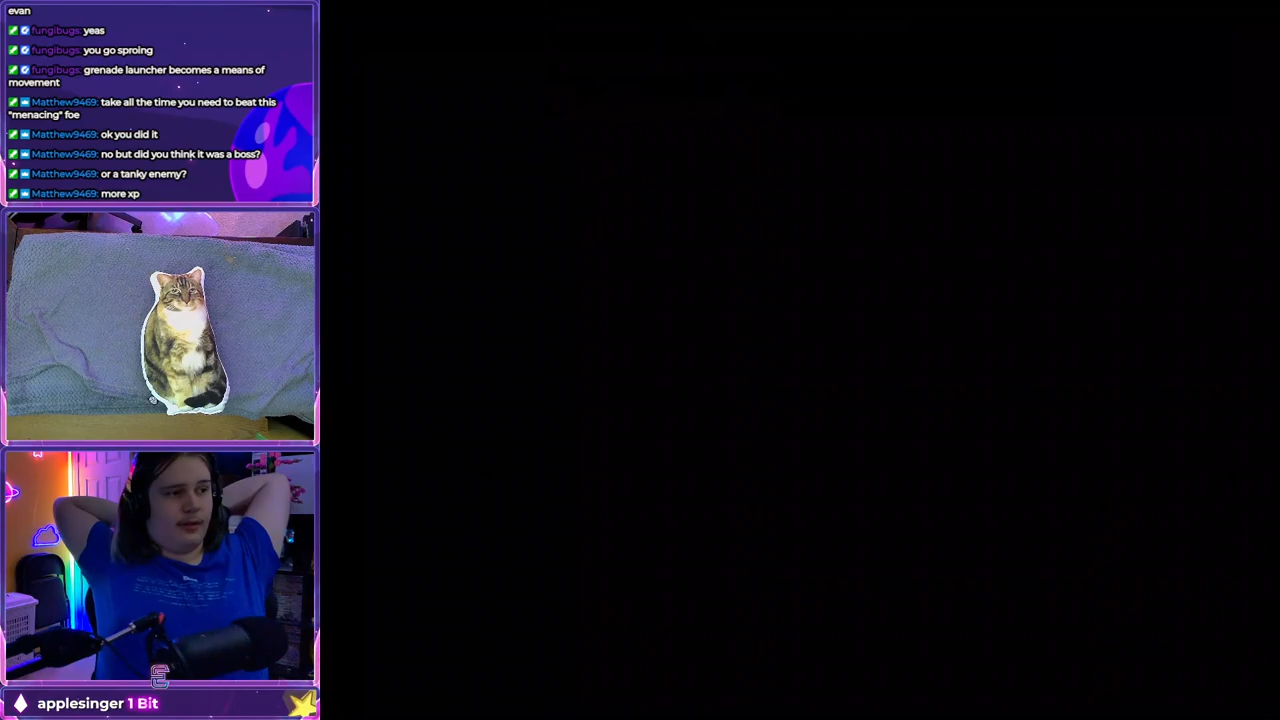 evan
fungibugs: yeas
fungibugs: you go sproing
fungibugs: grenade launcher becomes a means of
movement
Matthew9469: take all the time you need to beat this
"menacing" foe
Matthew9469: ok you did it
Matthew9469: no but did you think it was a boss?
Matthew9469: or a tanky enemy?
Matthew9469: more xp
applesinger 1 Bit